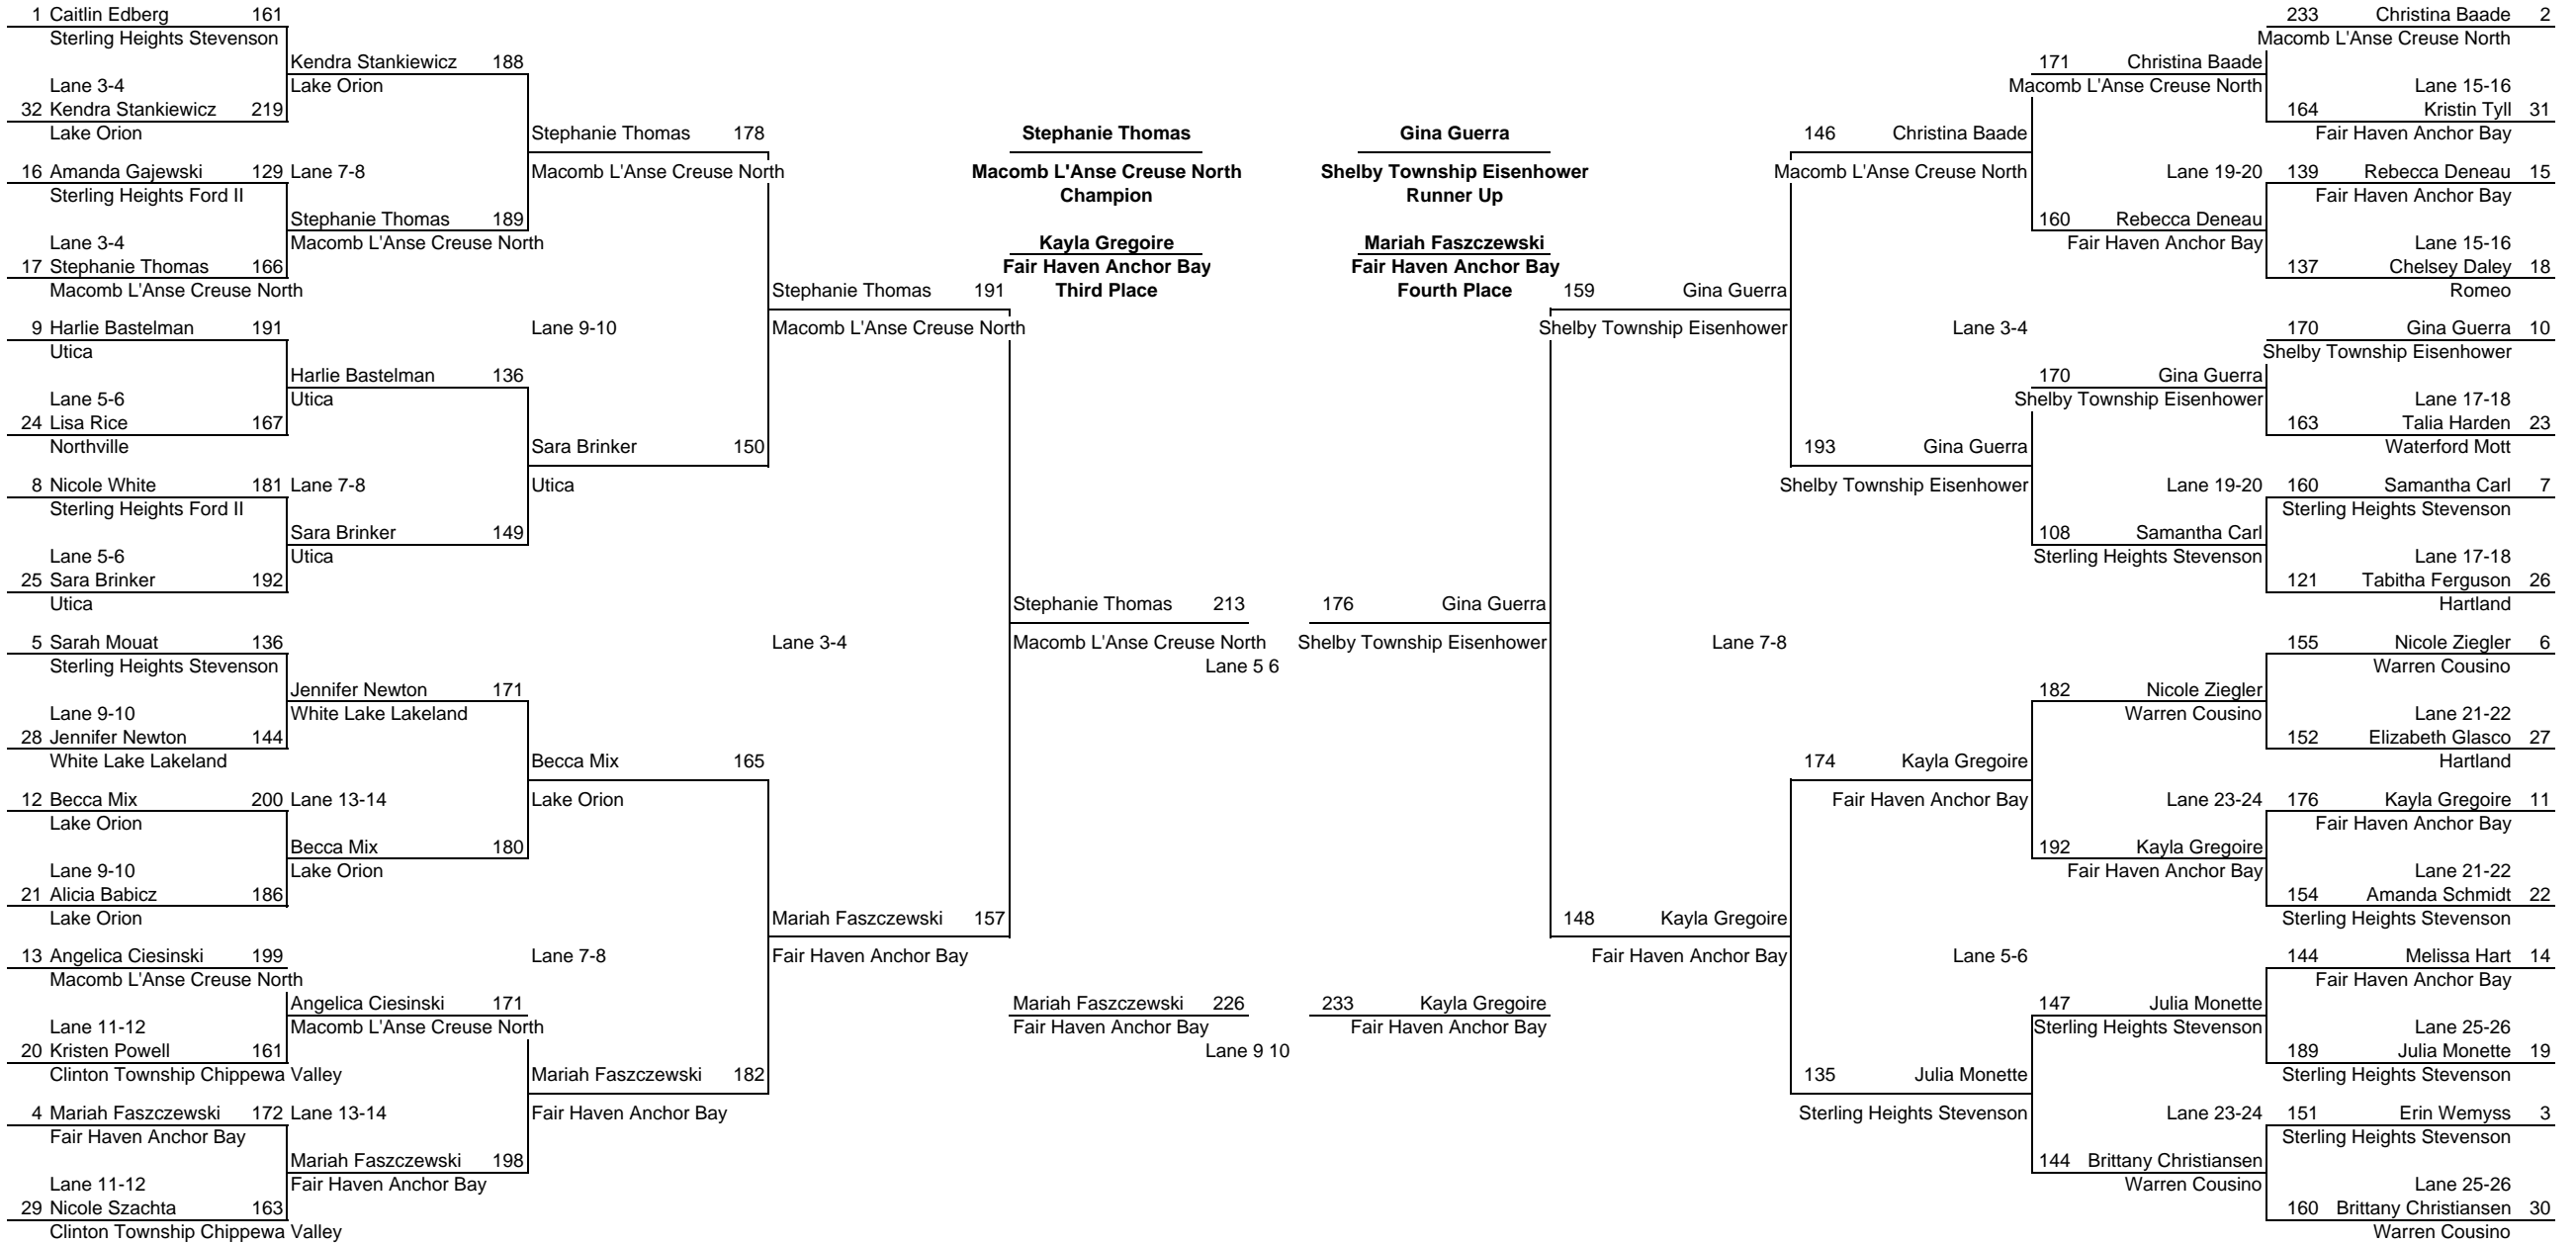 1 Caitlin Edberg 161
Sterling Heights Stevenson
Lane 3-4
32 Kendra Stankiewicz 219
Lake Orion
16 Amanda Gajewski 129
Sterling Heights Ford II
Lane 3-4
17 Stephanie Thomas 166
Macomb L'Anse Creuse North
9 Harlie Bastelman 191
Utica
Lane 5-6
24 Lisa Rice 167
Northville
8 Nicole White 181
Sterling Heights Ford II
Lane 5-6
25 Sara Brinker 192
Utica
5 Sarah Mouat 136
Sterling Heights Stevenson
Lane 9-10
28 Jennifer Newton 144
White Lake Lakeland
12 Becca Mix 200
Lake Orion
Lane 9-10
21 Alicia Babicz 186
Lake Orion
13 Angelica Ciesinski 199
Macomb L'Anse Creuse North
Lane 11-12
20 Kristen Powell 161
Clinton Township Chippewa Valley
4 Mariah Faszczewski 172
Fair Haven Anchor Bay
Lane 11-12
29 Nicole Szachta 163
Clinton Township Chippewa Valley
Kendra Stankiewicz 188
Lake Orion
Lane 7-8
Stephanie Thomas 189
Macomb L'Anse Creuse North
Harlie Bastelman 136
Utica
Lane 7-8
Sara Brinker 149
Utica
Jennifer Newton 171
White Lake Lakeland
Lane 13-14
Becca Mix 180
Lake Orion
Angelica Ciesinski 171
Macomb L'Anse Creuse North
Lane 13-14
Mariah Faszczewski 198
Fair Haven Anchor Bay
Stephanie Thomas 178
Macomb L'Anse Creuse North
Lane 9-10
Sara Brinker 150
Utica
Becca Mix 165
Lake Orion
Lane 7-8
Mariah Faszczewski 182
Fair Haven Anchor Bay
Stephanie Thomas 191
Macomb L'Anse Creuse North
Lane 3-4
Mariah Faszczewski 157
Fair Haven Anchor Bay
Stephanie Thomas
Macomb L'Anse Creuse North
Champion
Kayla Gregoire
Fair Haven Anchor Bay
Third Place
Stephanie Thomas 213
Macomb L'Anse Creuse North
Lane 5 6
Mariah Faszczewski 226
Fair Haven Anchor Bay
Lane 9 10
Gina Guerra
Shelby Township Eisenhower
Runner Up
Mariah Faszczewski
Fair Haven Anchor Bay
Fourth Place
176 Gina Guerra
Shelby Township Eisenhower
233 Kayla Gregoire
Fair Haven Anchor Bay
159 Gina Guerra
Shelby Township Eisenhower
Lane 7-8
148 Kayla Gregoire
Fair Haven Anchor Bay
146 Christina Baade
Macomb L'Anse Creuse North
Lane 3-4
193 Gina Guerra
Shelby Township Eisenhower
174 Kayla Gregoire
Fair Haven Anchor Bay
Lane 5-6
135 Julia Monette
Sterling Heights Stevenson
171 Christina Baade
Macomb L'Anse Creuse North
Lane 19-20
160 Rebecca Deneau
Fair Haven Anchor Bay
170 Gina Guerra
Shelby Township Eisenhower
Lane 19-20
108 Samantha Carl
Sterling Heights Stevenson
182 Nicole Ziegler
Warren Cousino
Lane 23-24
192 Kayla Gregoire
Fair Haven Anchor Bay
147 Julia Monette
Sterling Heights Stevenson
Lane 23-24
144 Brittany Christiansen
Warren Cousino
233 Christina Baade 2
Macomb L'Anse Creuse North
Lane 15-16
164 Kristin Tyll 31
Fair Haven Anchor Bay
139 Rebecca Deneau 15
Fair Haven Anchor Bay
Lane 15-16
137 Chelsey Daley 18
Romeo
170 Gina Guerra 10
Shelby Township Eisenhower
Lane 17-18
163 Talia Harden 23
Waterford Mott
160 Samantha Carl 7
Sterling Heights Stevenson
Lane 17-18
121 Tabitha Ferguson 26
Hartland
155 Nicole Ziegler 6
Warren Cousino
Lane 21-22
152 Elizabeth Glasco 27
Hartland
176 Kayla Gregoire 11
Fair Haven Anchor Bay
Lane 21-22
154 Amanda Schmidt 22
Sterling Heights Stevenson
144 Melissa Hart 14
Fair Haven Anchor Bay
Lane 25-26
189 Julia Monette 19
Sterling Heights Stevenson
151 Erin Wemyss 3
Sterling Heights Stevenson
Lane 25-26
160 Brittany Christiansen 30
Warren Cousino